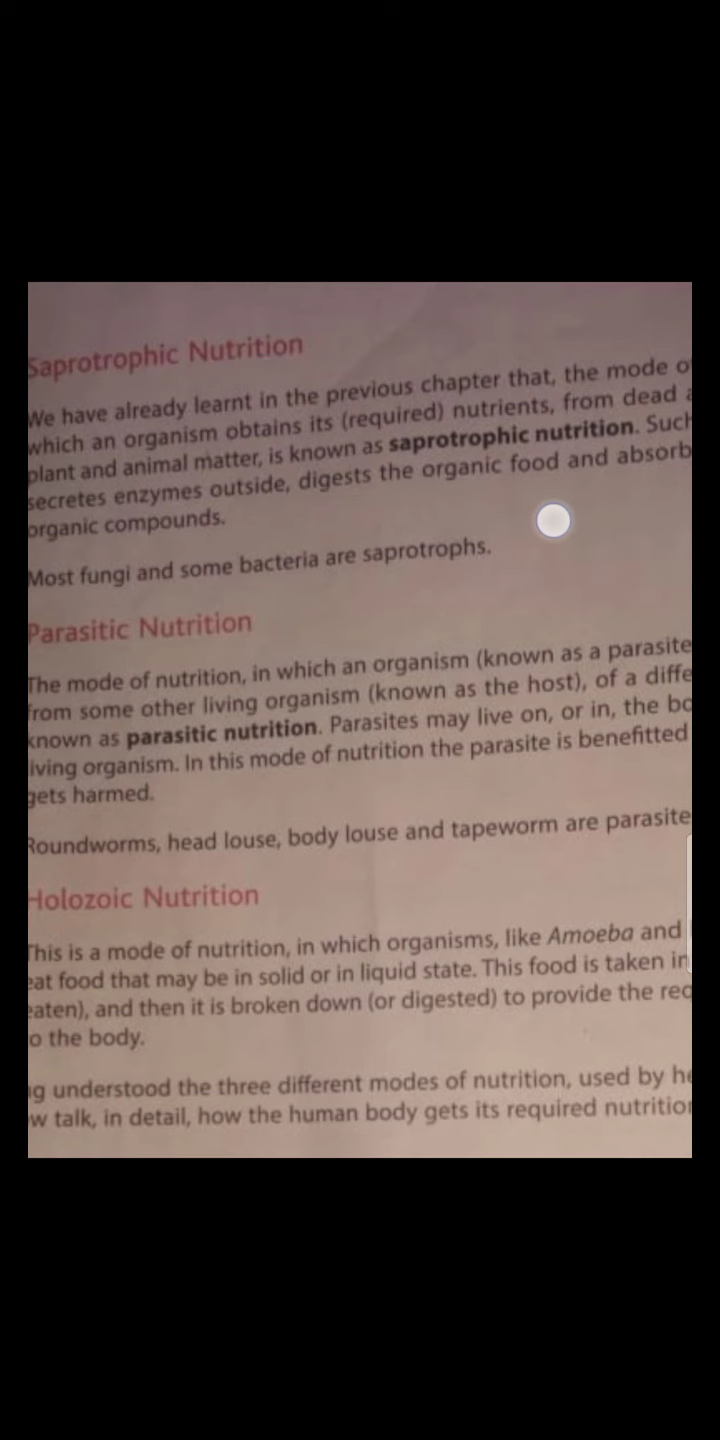 Saprotrophic Nutrition
We have already learnt in the previous chapter that, the mode
which an organism obtains its (required) nutrients, from dead
plant and animal matter, is known as saprotrophic nutrition. Such
secretes enzymes outside, digests the organic food and absorb
organic compounds.
Most fungi and some bacteria are saprotrophs.
Parasitic Nutrition
The mode of nutrition, in which an organism (known as a parasite
from some other living organism (known as the host), of a diffe
known as parasitic nutrition. Parasites may live on, or in, the bo
living organism. In this mode of nutrition the parasite is benefitted
gets harmed.
Roundworms, head louse, body louse and tapeworm are parasite
Holozoic Nutrition
This is a mode of nutrition, in which organisms, like Amoeba and
eat food that may be in solid or in liquid state. This food is taken in
eaten), and then it is broken down (or digested) to provide the req
o the body.
g understood the three different modes of nutrition, used by he
w talk, in detail, how the human body gets its required nutrition